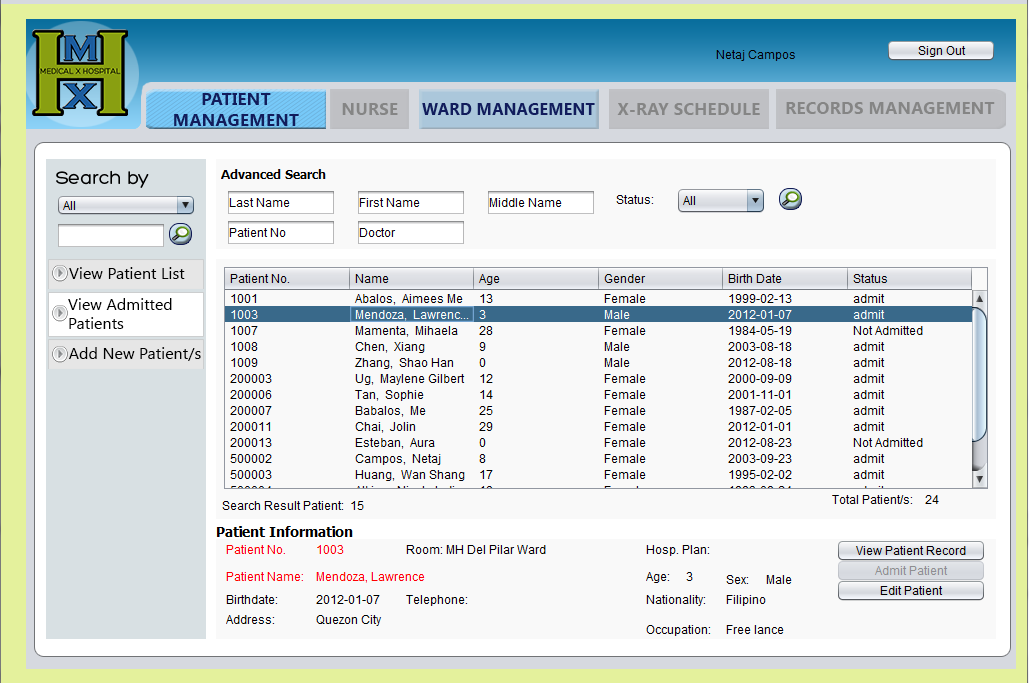 MEDICAL X HOSPITAL
Netaj Campos
Sign Out
PATIENT MANAGEMENT
NURSE
WARD MANAGEMENT
X-RAY SCHEDULE
RECORDS MANAGEMENT
Search by
All
View Patient List
View Admitted
Patients
Add New Patient/s
Advanced Search
Last Name First Name Middle Name Status: All
Patient No Doctor
Patient No. Name Age Gender Birth Date Status
1001 Abalos, Aimees Me 13 Female 1999-02-13 admit
1003 Mendoza, Lawrenc... 3 Male 2012-01-07 admit
1007 Mamenta, Mihaela 28 Female 1984-05-19 Not Admitted
1008 Chen, Xiang 9 Male 2003-08-18 admit
1009 Zhang, Shao Han 0 Male 2012-08-18 admit
200003 Ug, Maylene Gilbert 12 Female 2000-09-09 admit
200006 Tan, Sophie 14 Female 2001-11-01 admit
200007 Babalos, Me 25 Female 1987-02-05 admit
200011 Chai, Jolin 29 Female 2012-01-01 admit
200013 Esteban, Aura 0 Female 2012-08-23 Not Admitted
500002 Campos, Netaj 8 Female 2003-09-23 admit
500003 Huang, Wan Shang 17 Female 1995-02-02 admit
Search Result Patient: 15 Total Patient/s: 24
Patient Information
Patient No. 1003 Room: MH Del Pilar Ward Hosp. Plan: View Patient Record
Admit Patient
Patient Name: Mendoza, Lawrence Age: 3 Sex: Male
Edit Patient
Birthdate: 2012-01-07 Telephone: Nationality: Filipino
Address: Quezon City
Occupation: Free lance